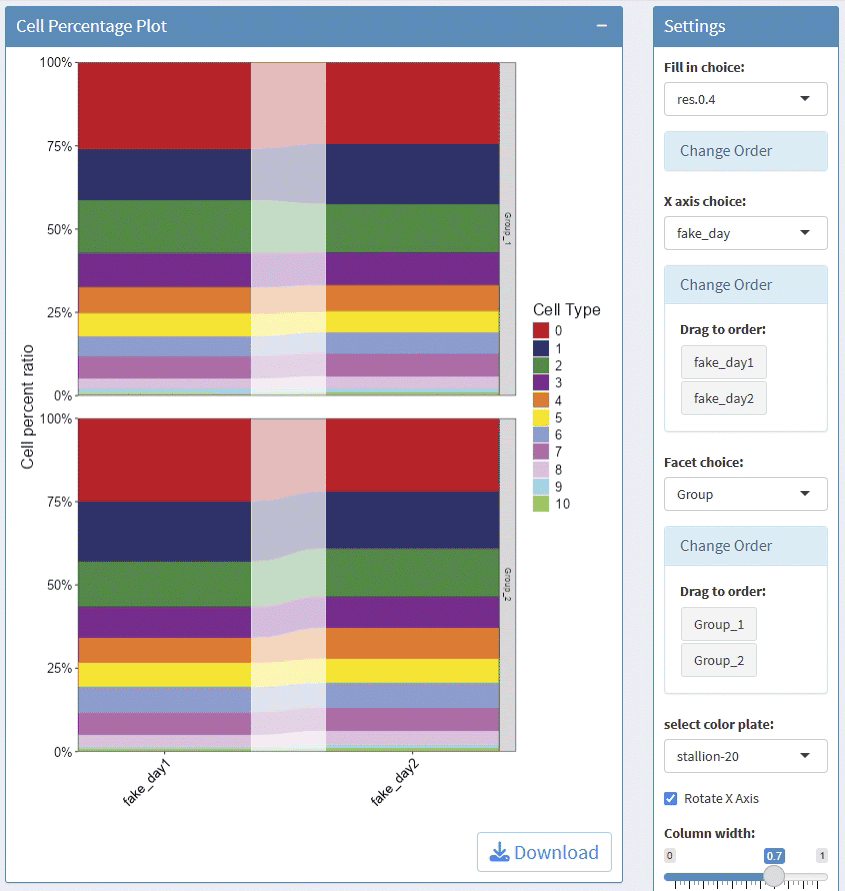 Cell Percentage Plot
−
100%
75%
50%
25%
0%
Group_1
100%
75%
50%
25%
0%
Group_2
Cell percent ratio
fake_day1
fake_day2
Cell Type
0
1
2
3
4
5
6
7
8
9
10
Download
Settings
Fill in choice:
res.0.4
Change Order
X axis choice:
fake_day
Change Order
Drag to order:
fake_day1
fake_day2
Facet choice:
Group
Change Order
Drag to order:
Group_1
Group_2
select color plate:
stallion-20
Rotate X Axis
Column width:
0 0.7 1